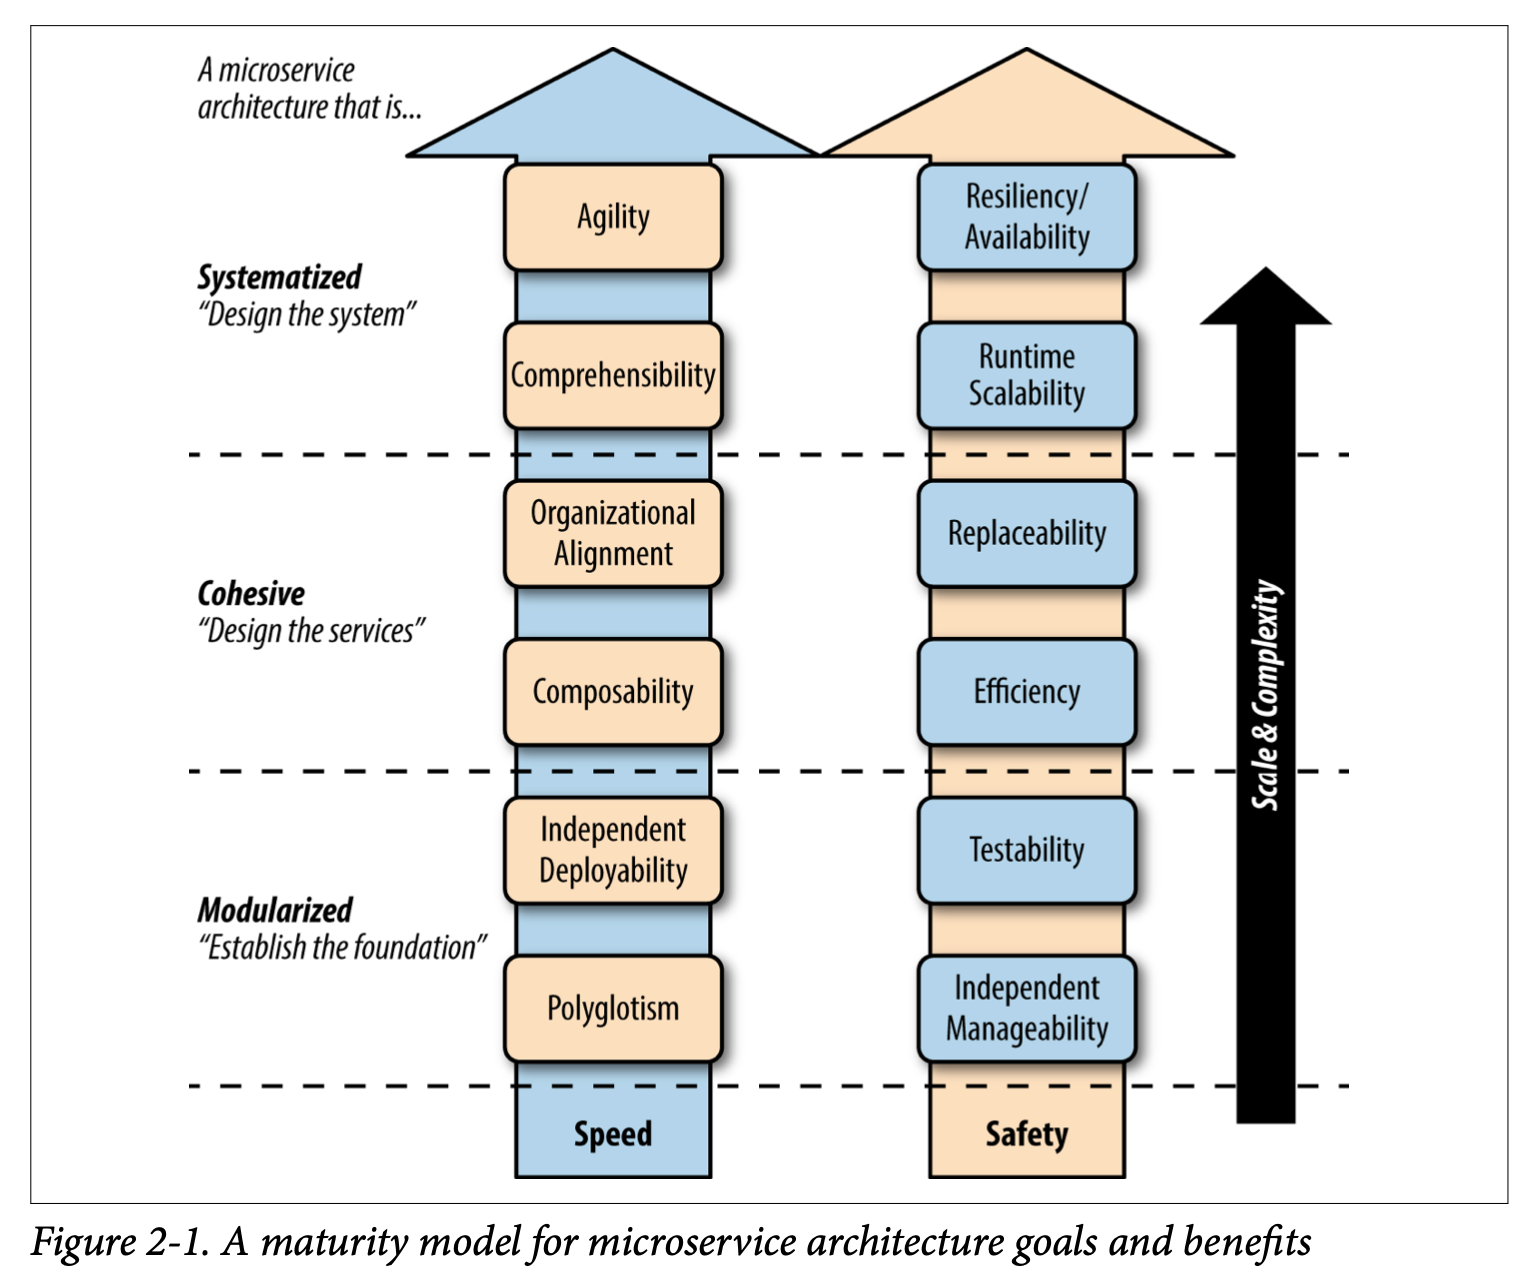 A microservice
architecture that is...
Systematized
“Design the system”
Agility
Resiliency/
Availability
Comprehensibility
Runtime
Scalability
Cohesive
“Design the services”
Organizational
Alignment
Replaceability
Composability
Efficiency
Modularized
“Establish the foundation”
Independent
Deployability
Testability
Polyglotism
Independent
Manageability
Speed
Safety
Scale & Complexity
Figure 2-1. A maturity model for microservice architecture goals and benefits